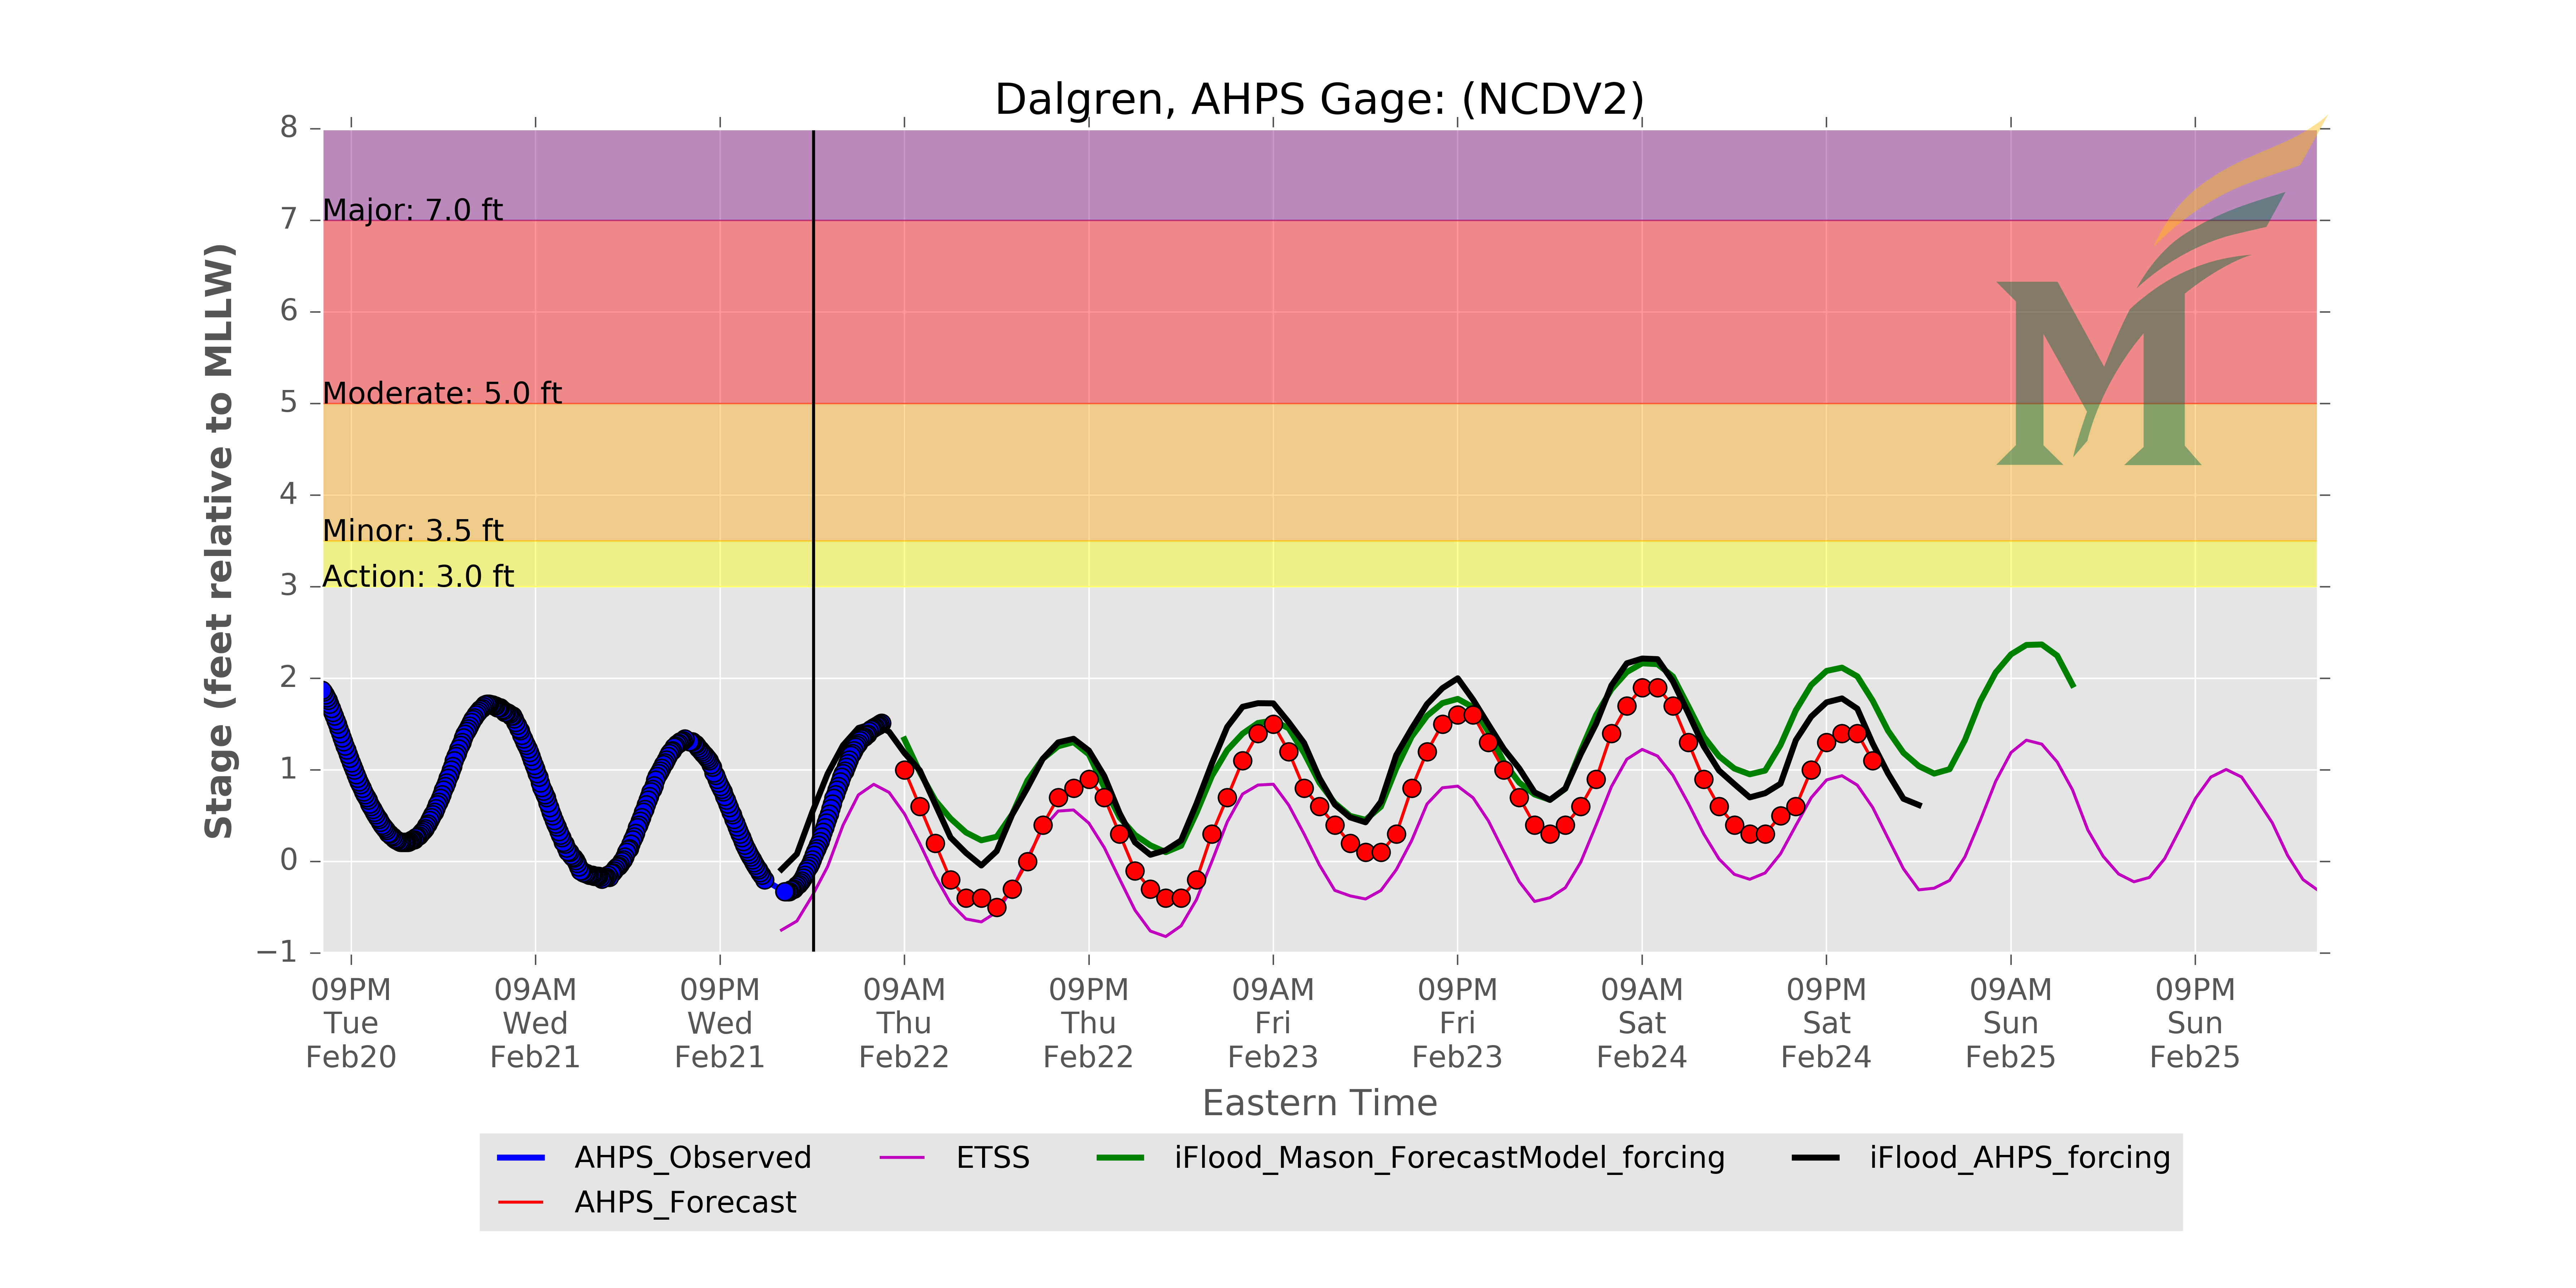 Dalgren, AHPS Gage: (NCDV2)
Stage (feet relative to MLLW)
8
7
6
5
4
3
2
1
0
−1
Major: 7.0 ft
Moderate: 5.0 ft
Minor: 3.5 ft
Action: 3.0 ft
M
09PM 09AM 09PM 09AM 09PM 09AM 09PM 09AM 09PM 09AM 09PM
Tue Wed Wed Thu Thu Fri Fri Sat Sat Sun Sun
Feb20 Feb21 Feb21 Feb22 Feb22 Feb23 Feb23 Feb24 Feb24 Feb25 Feb25
Eastern Time
AHPS_Observed ETSS iFlood_Mason_ForecastModel_forcing iFlood_AHPS_forcing
AHPS_Forecast